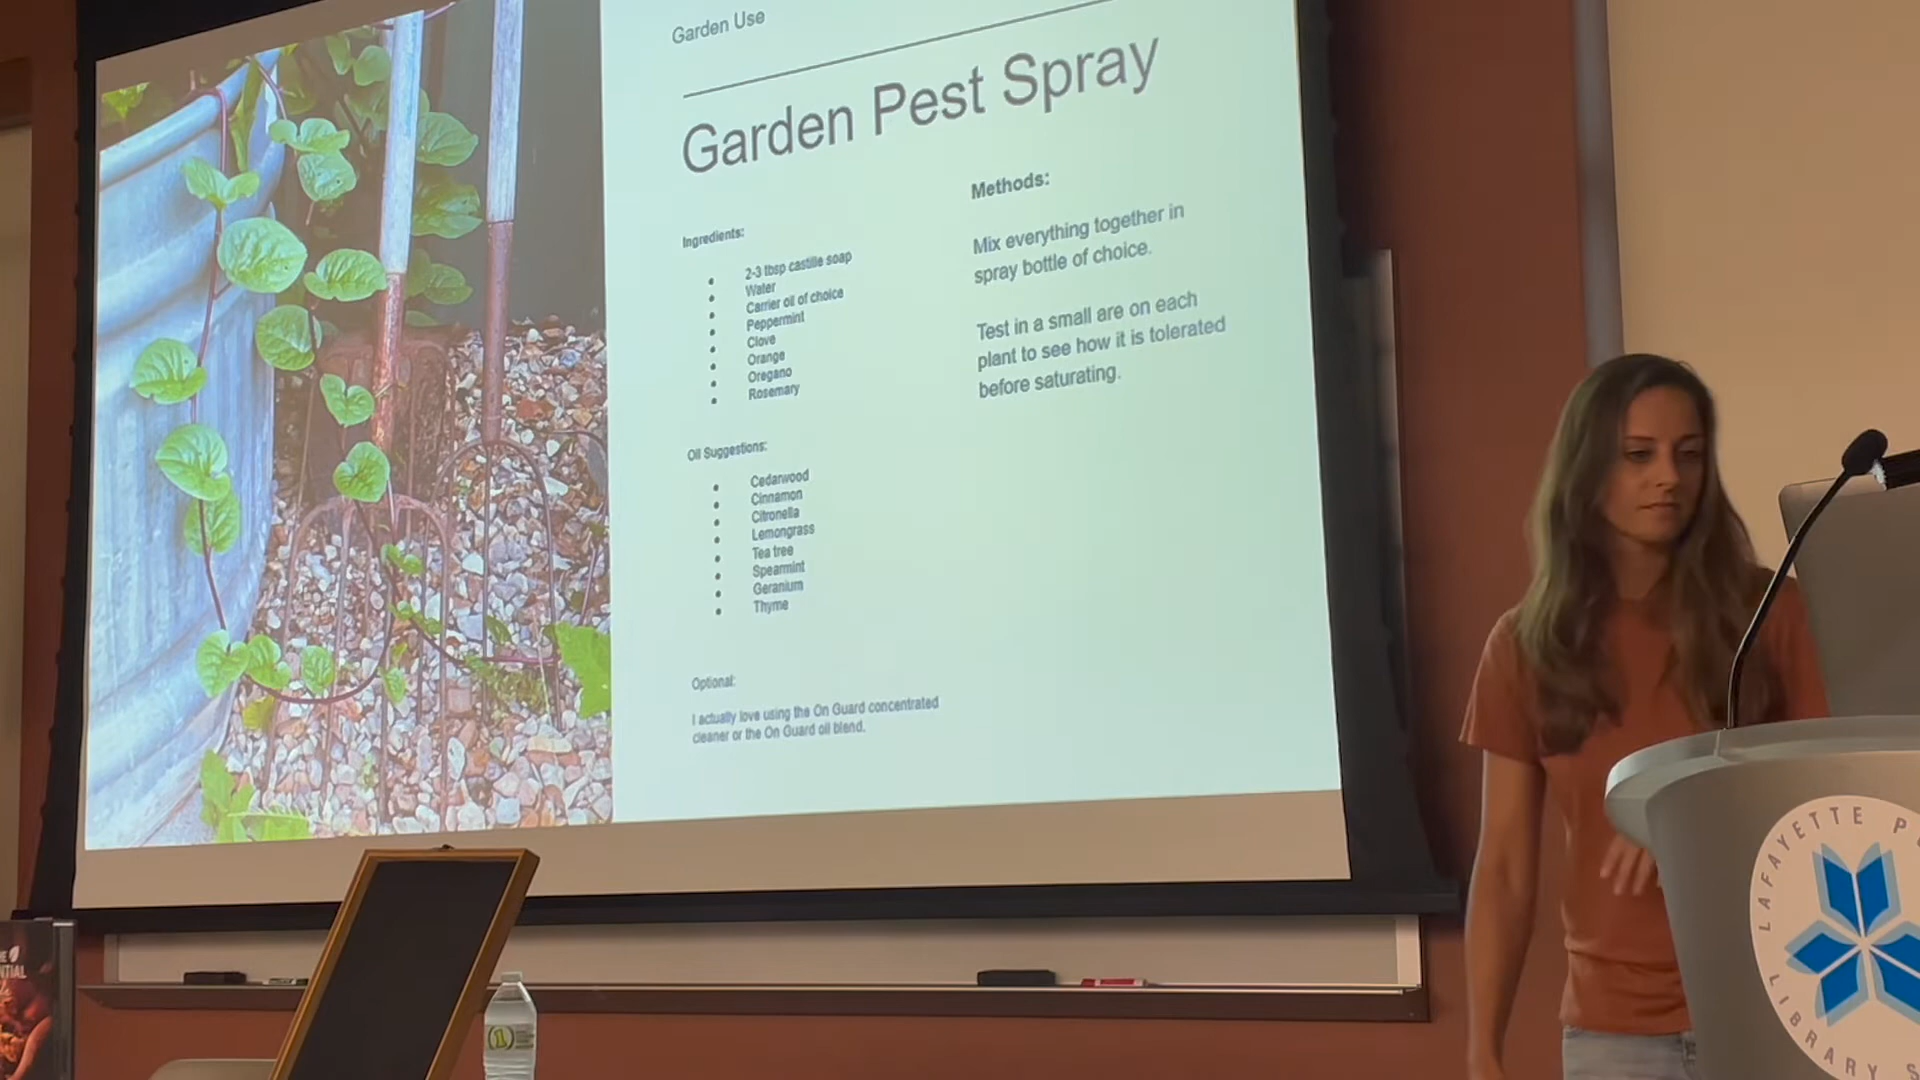 Garden Use
Garden Pest Spray
Ingredients:
2-3 tbsp castille soap
Water
Carrier oil of choice
Peppermint
Clove
Orange
Oregano
Rosemary
Oil Suggestions:
Cedarwood
Cinnamon
Citronella
Lemongrass
Tea tree
Spearmint
Geranium
Thyme
Optional:
I actually love using the On Guard concentrated
cleaner or the On Guard oil blend.
Methods:
Mix everything together in
spray bottle of choice.
Test in a small are on each
plant to see how it is tolerated
before saturating.
LAFAYETTE P
LIBRARY S
1